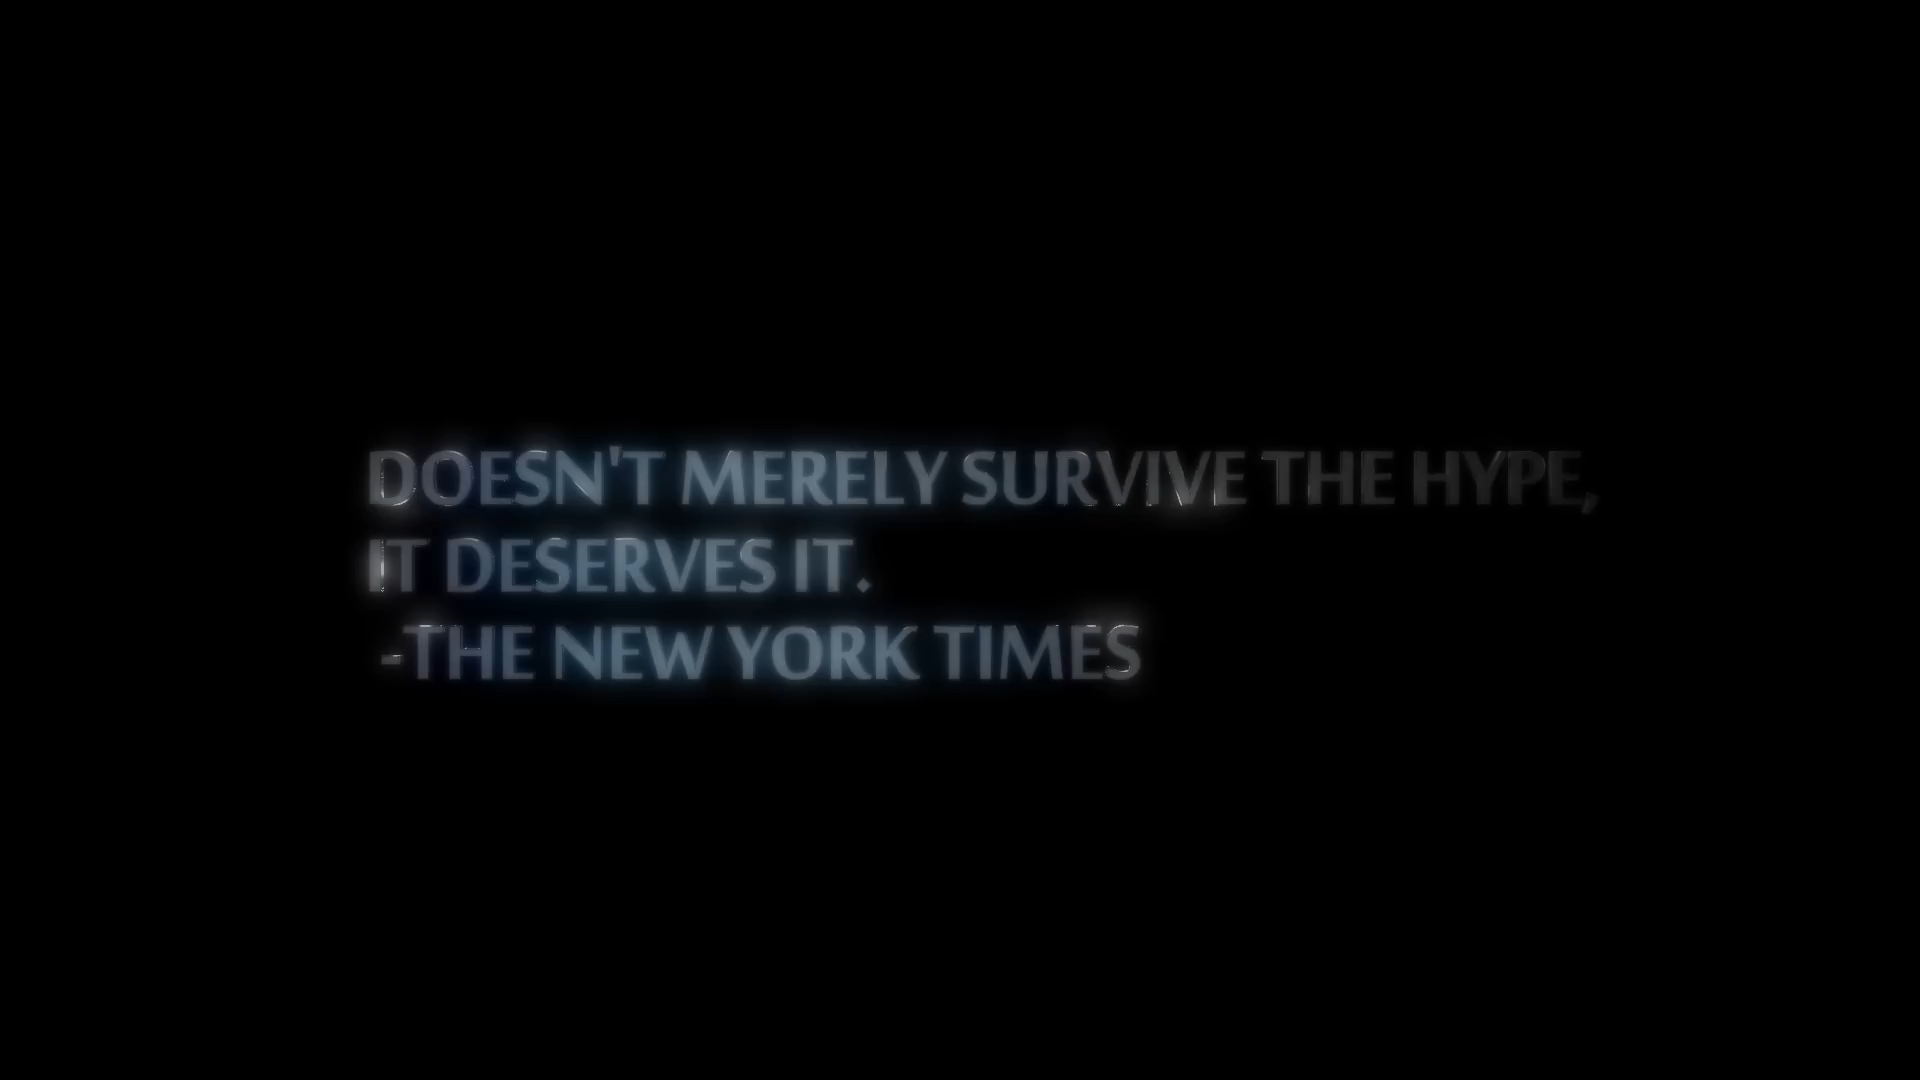 DOESN'T MERELY SURVIVE THE HYPE,
IT DESERVES IT.
-THE NEW YORK TIMES